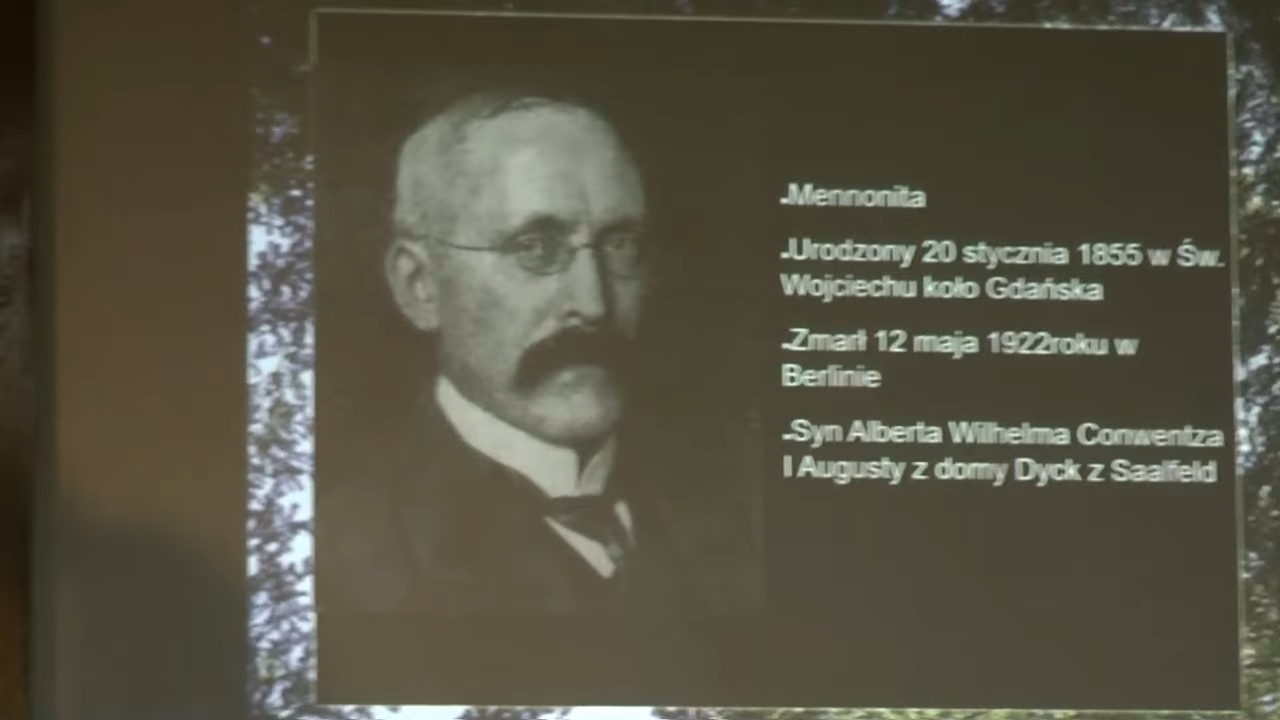 .Mennonita
.Urodzony 20 stycznia 1855 w Św.
Wojciechu koło Gdańska
.Zmarł 12 maja 1922roku w
Berlinie
.Syn Alberta Wilhelma Conwentza
I Augusty z domy Dyck z Saalfeld